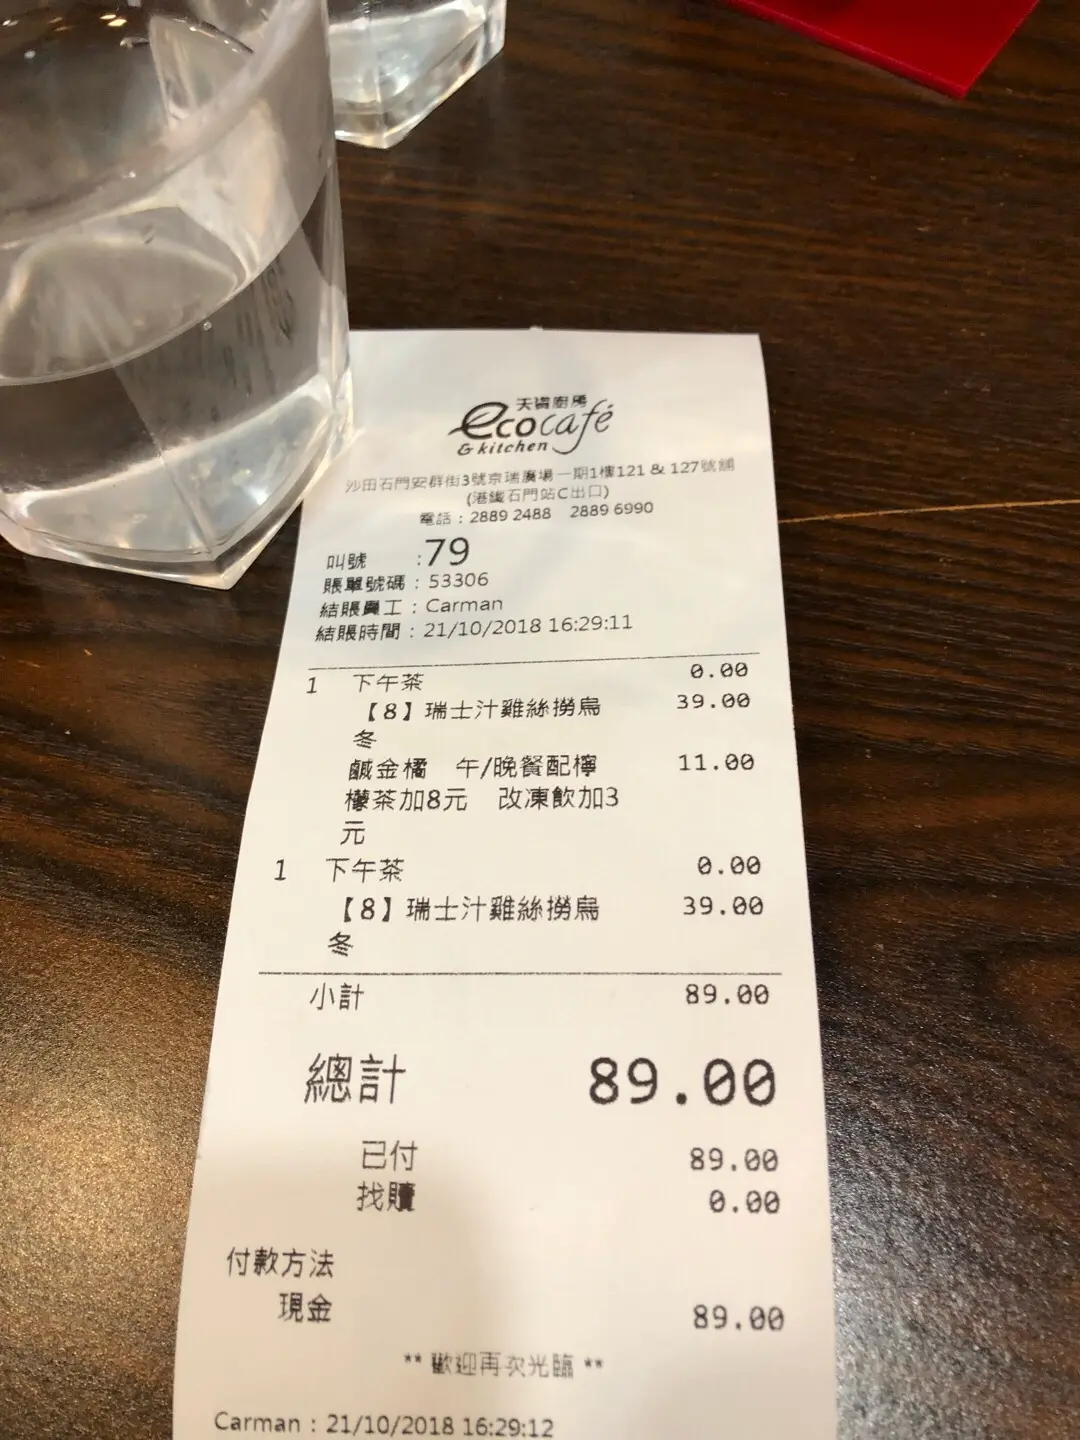 天資廚房
ecocafé
& kitchen
沙田石門安群街3號京瑞廣場一期1樓121 & 127號舖
(港鐵石門站C出口)
電話：2889 2488 2889 6990
叫號 :79
賬單號碼：53306
結賬員工：Carman
結賬時間：21/10/2018 16:29:11
1 下午茶 0.00
【8】瑞士汁雞絲撈烏 39.00
冬
鹹金橘 午/晚餐配檸 11.00
檬茶加8元 改凍飲加3
元
1 下午茶 0.00
【8】瑞士汁雞絲撈烏 39.00
冬
小計 89.00
總計 89.00
已付 89.00
找贖 0.00
付款方法
現金 89.00
** 歡迎再次光臨 **
Carman：21/10/2018 16:29:12